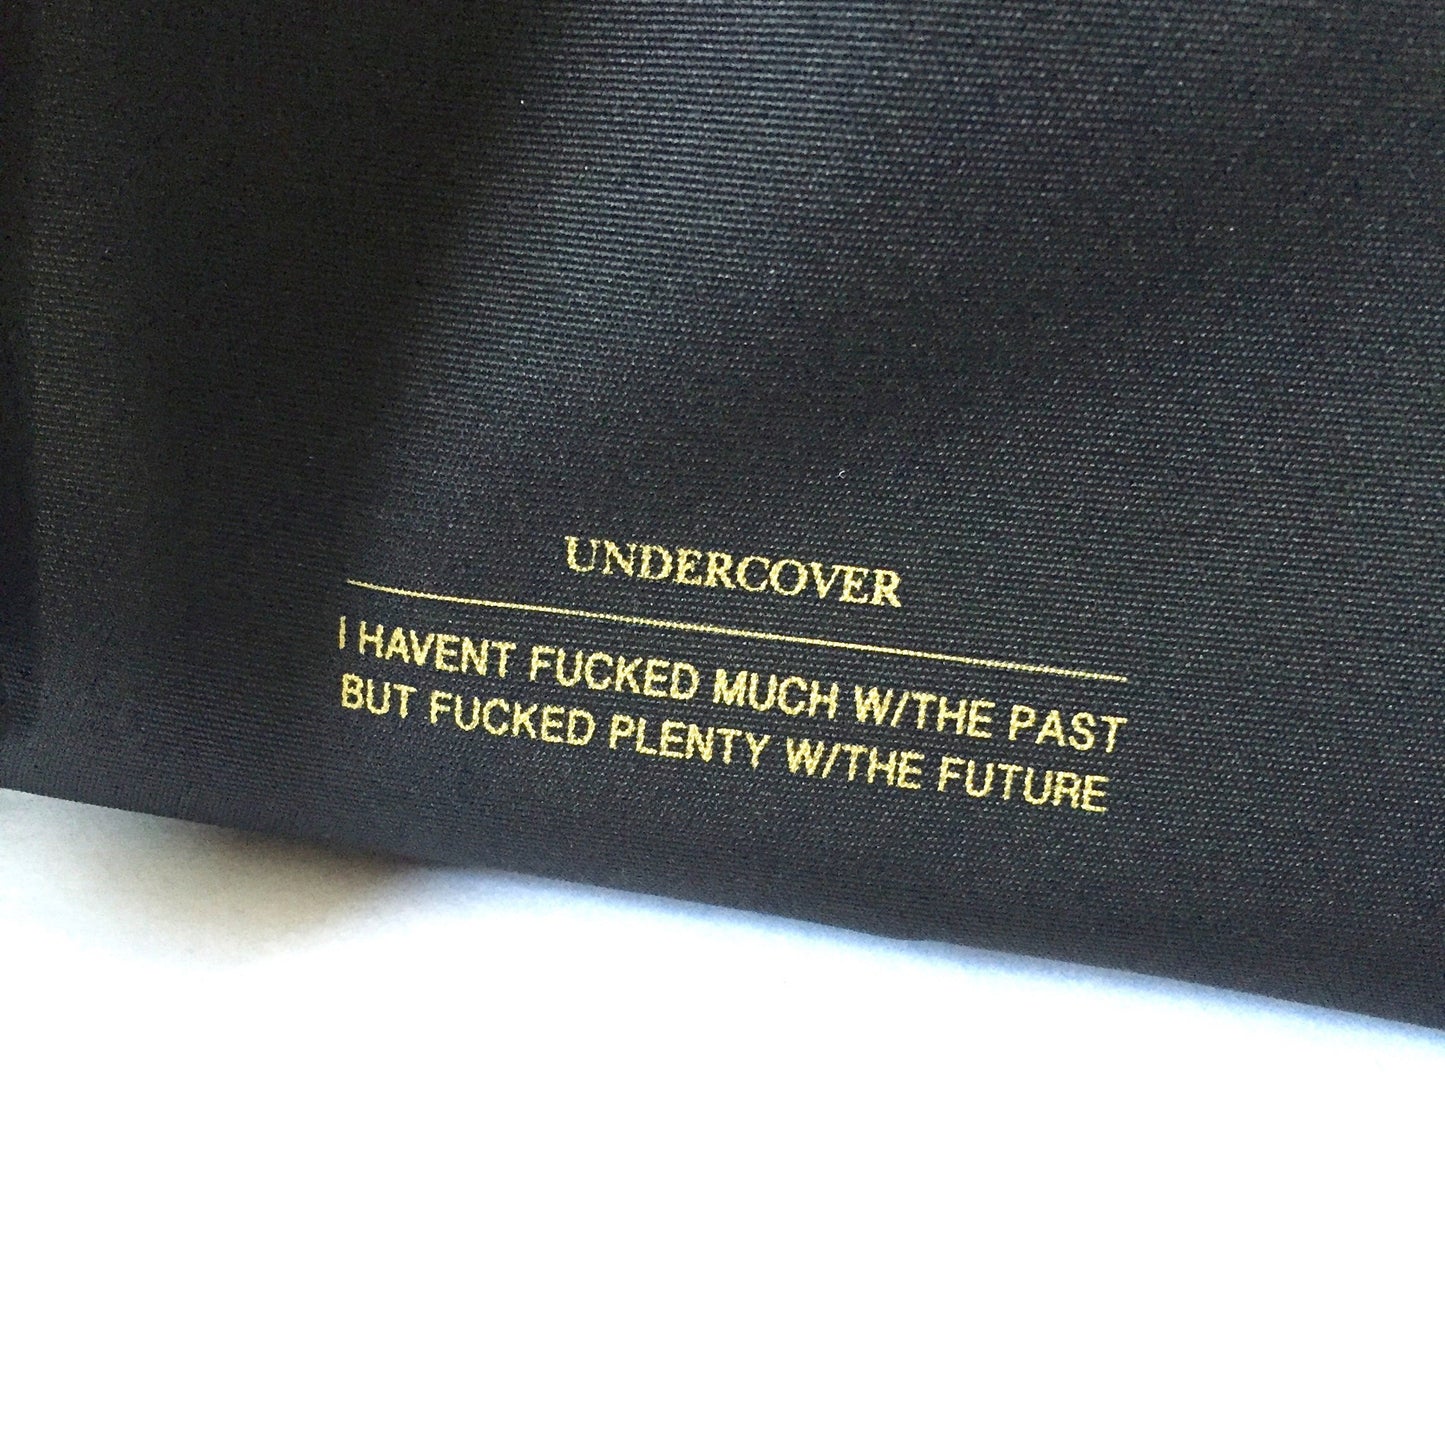 UNDERCOVER
I HAVENT FUCKED MUCH W/THE PAST
BUT FUCKED PLENTY W/THE FUTURE